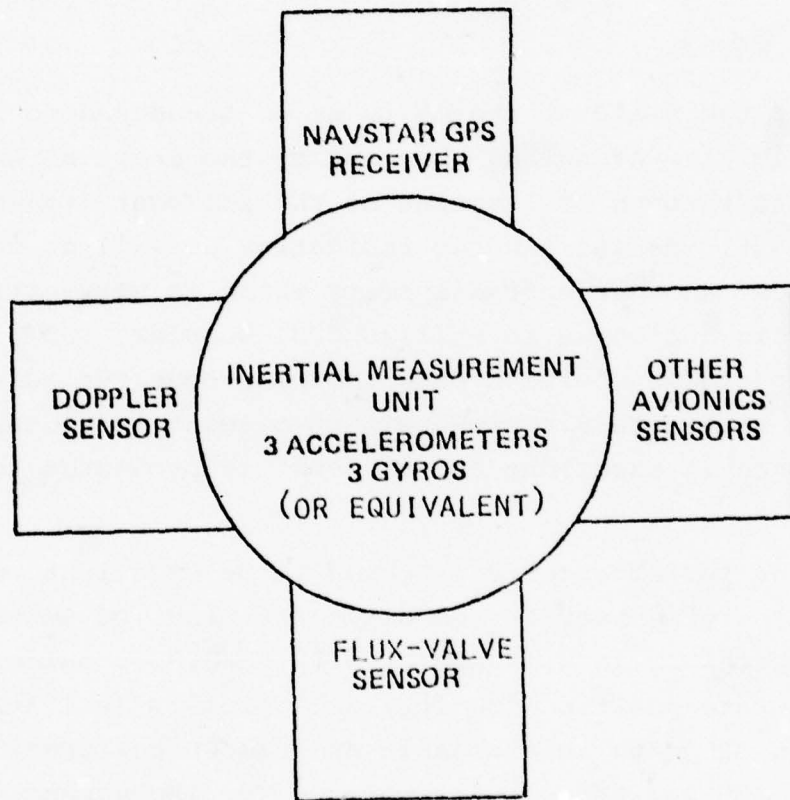 NAVSTAR GPS
RECEIVER
DOPPLER
SENSOR
INERTIAL MEASUREMENT
UNIT
3 ACCELEROMETERS
3 GYROS
(OR EQUIVALENT)
OTHER
AVIONICS
SENSORS
FLUX-VALVE
SENSOR